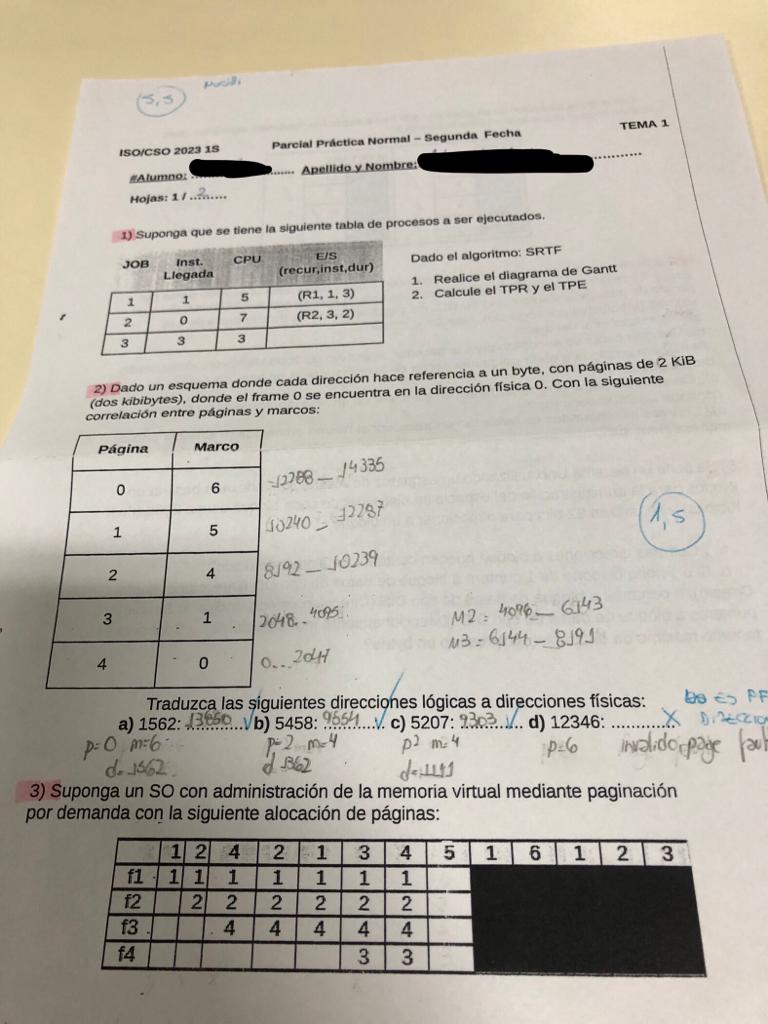 5,5
ISO/CSO 2023 1S Parcial Práctica Normal – Segunda Fecha TEMA 1
#Alumno: .......... Apellido y Nombre: ..............
Hojas: 1 / ..2......
1) Suponga que se tiene la siguiente tabla de procesos a ser ejecutados.
JOB Inst. Llegada CPU E/S (recur,inst,dur)
1 1 5 (R1, 1, 3)
2 0 7 (R2, 3, 2)
3 3 3
Dado el algoritmo: SRTF
1. Realice el diagrama de Gantt
2. Calcule el TPR y el TPE
2) Dado un esquema donde cada dirección hace referencia a un byte, con páginas de 2 KiB
(dos kibibytes), donde el frame 0 se encuentra en la dirección física 0. Con la siguiente
correlación entre páginas y marcos:
Página Marco
0 6 12288 — 14335
1 5 10240 — 12287
2 4 8192 — 10239
3 1 2048.. 4095
4 0 0... 2047
1,5
M2: 4096 — 6143
M3: 6144 — 8191
Traduzca las siguientes direcciones lógicas a direcciones físicas:
NO ES PF
a) 1562: 13850 b) 5458: 9554 c) 5207: 9303 d) 12346: ............ X DIRECCION
p=0 m=6 p=2 m=4 p2 m=4 p=6 invalido, page fault
d=1562 d 1362 d=1111
3) Suponga un SO con administración de la memoria virtual mediante paginación
por demanda con la siguiente alocación de páginas:
1 2 4 2 1 3 4 5 1 6 1 2 3
f1 1 1 1 1 1 1 1
f2 2 2 2 2 2 2
f3 4 4 4 4 4
f4 3 3